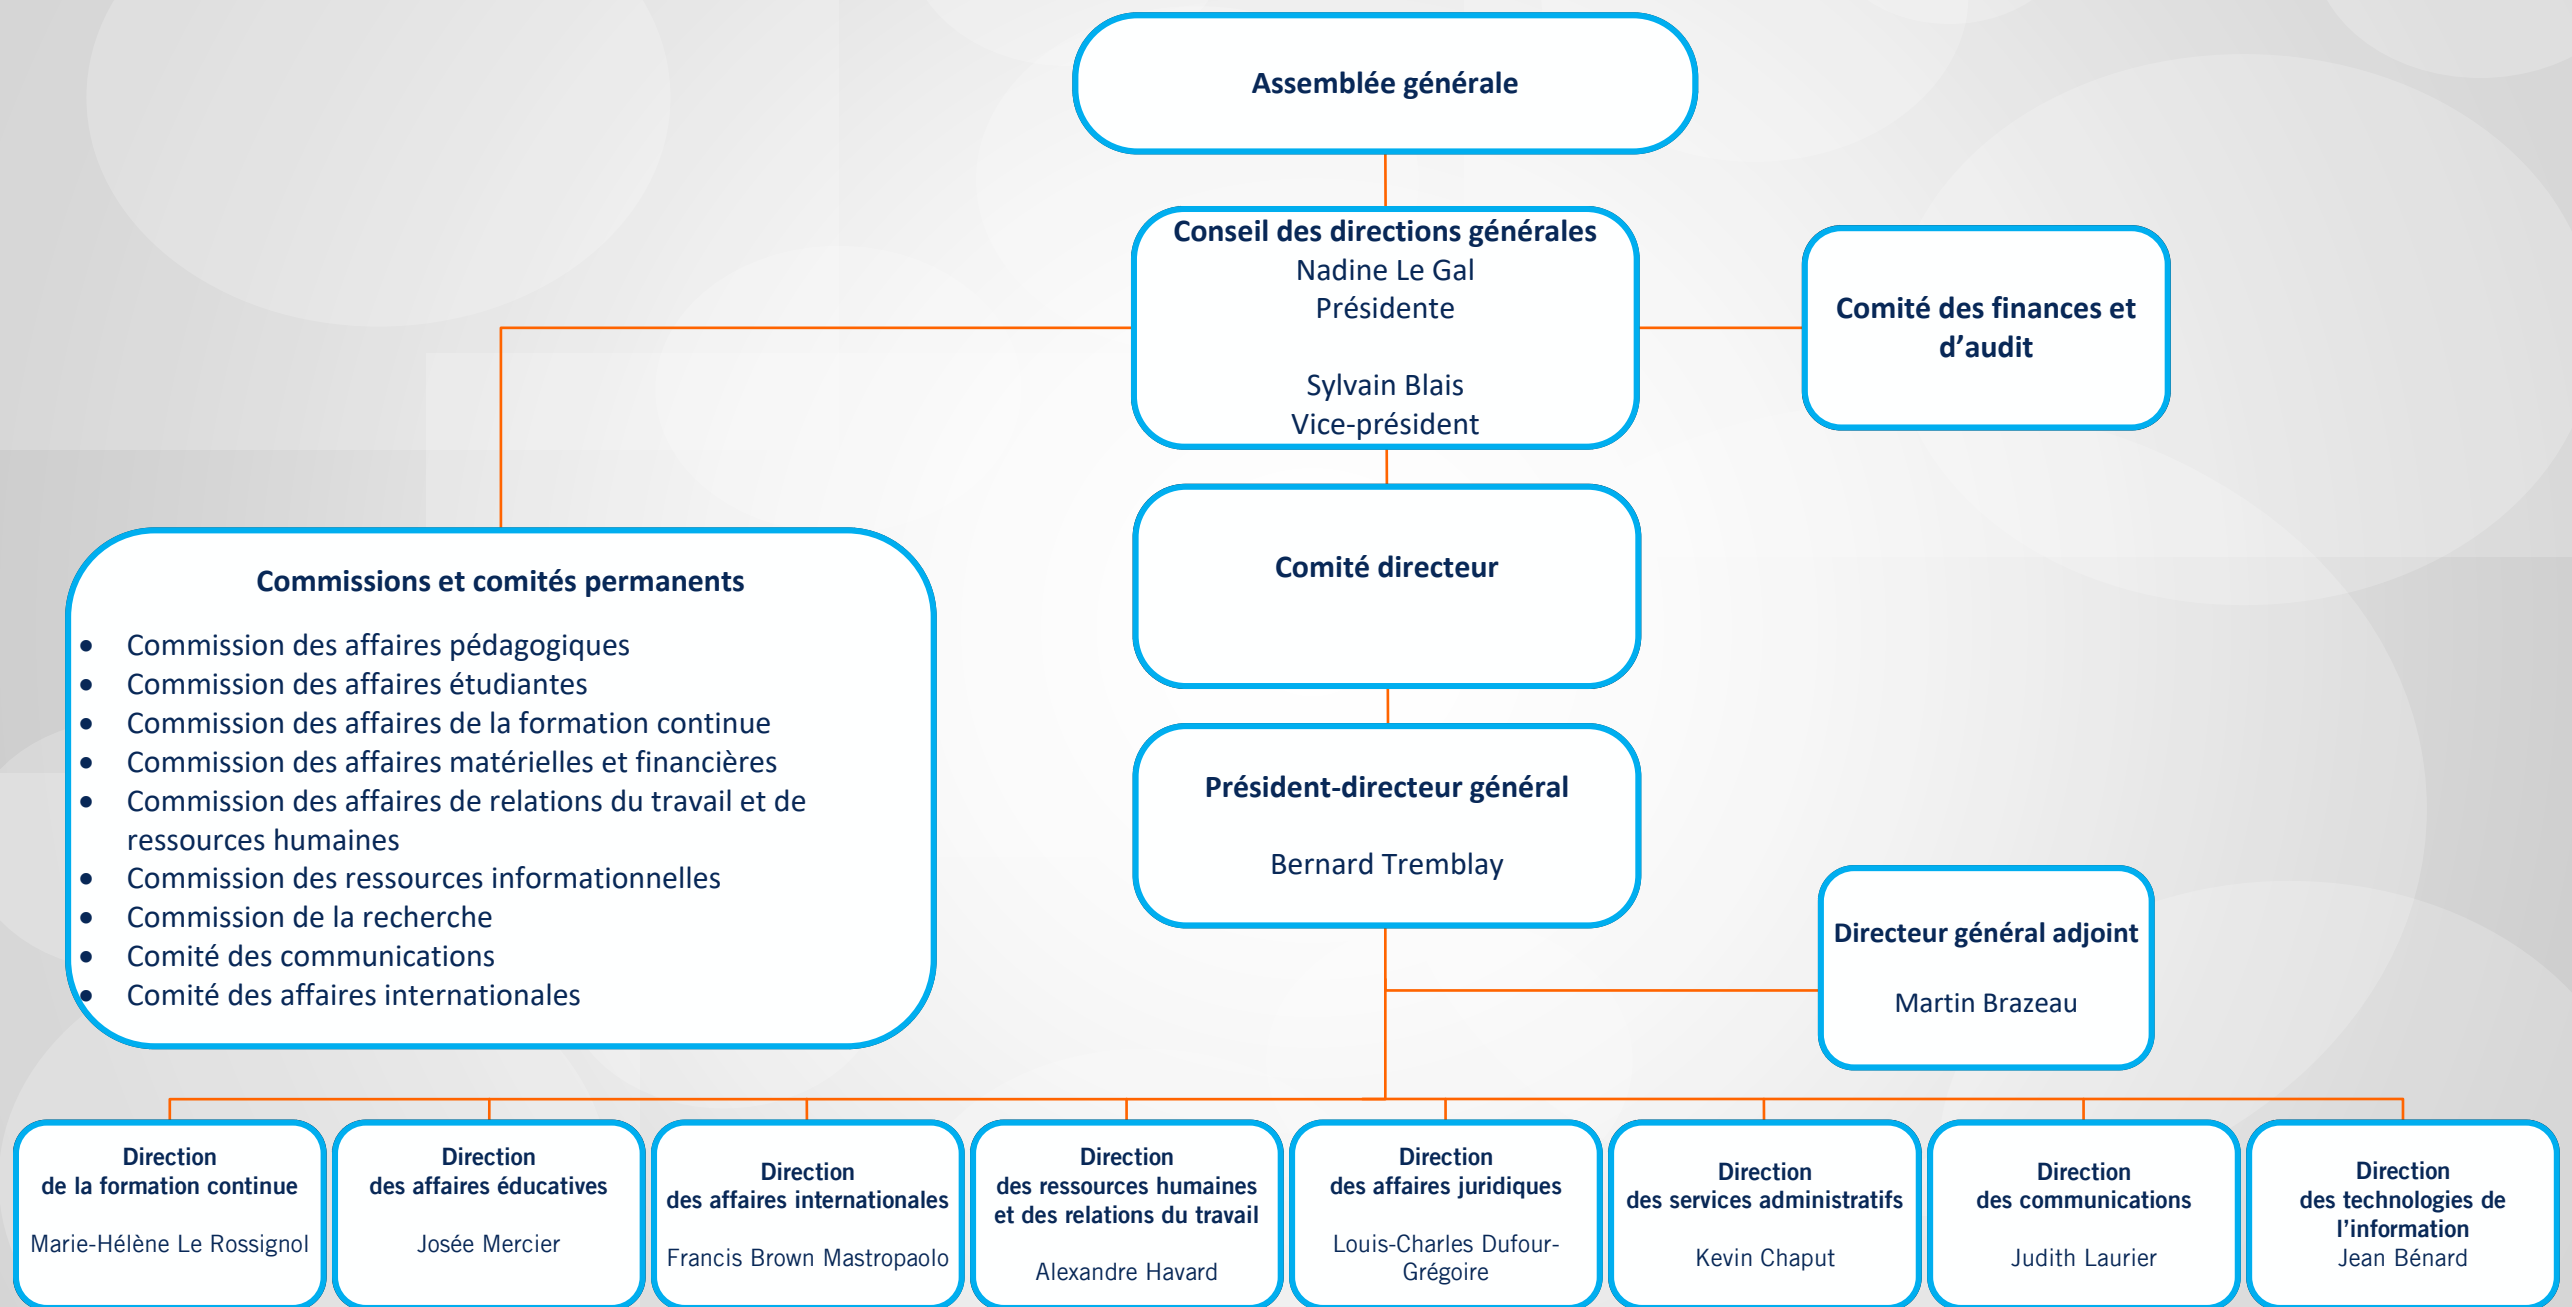 Assemblée générale
Conseil des directions générales
Nadine Le Gal
Présidente
Sylvain Blais
Vice-président
Comité des finances et
d’audit
Comité directeur
Commissions et comités permanents
• Commission des affaires pédagogiques
• Commission des affaires étudiantes
• Commission des affaires de la formation continue
• Commission des affaires matérielles et financières
• Commission des affaires de relations du travail et de
ressources humaines
• Commission des ressources informationnelles
• Commission de la recherche
• Comité des communications
• Comité des affaires internationales
Président-directeur général
Bernard Tremblay
Directeur général adjoint
Martin Brazeau
Direction
de la formation continue
Marie-Hélène Le Rossignol
Direction
des affaires éducatives
Josée Mercier
Direction
des affaires internationales
Francis Brown Mastropaolo
Direction
des ressources humaines
et des relations du travail
Alexandre Havard
Direction
des affaires juridiques
Louis-Charles Dufour-
Grégoire
Direction
des services administratifs
Kevin Chaput
Direction
des communications
Judith Laurier
Direction
des technologies de
l’information
Jean Bénard